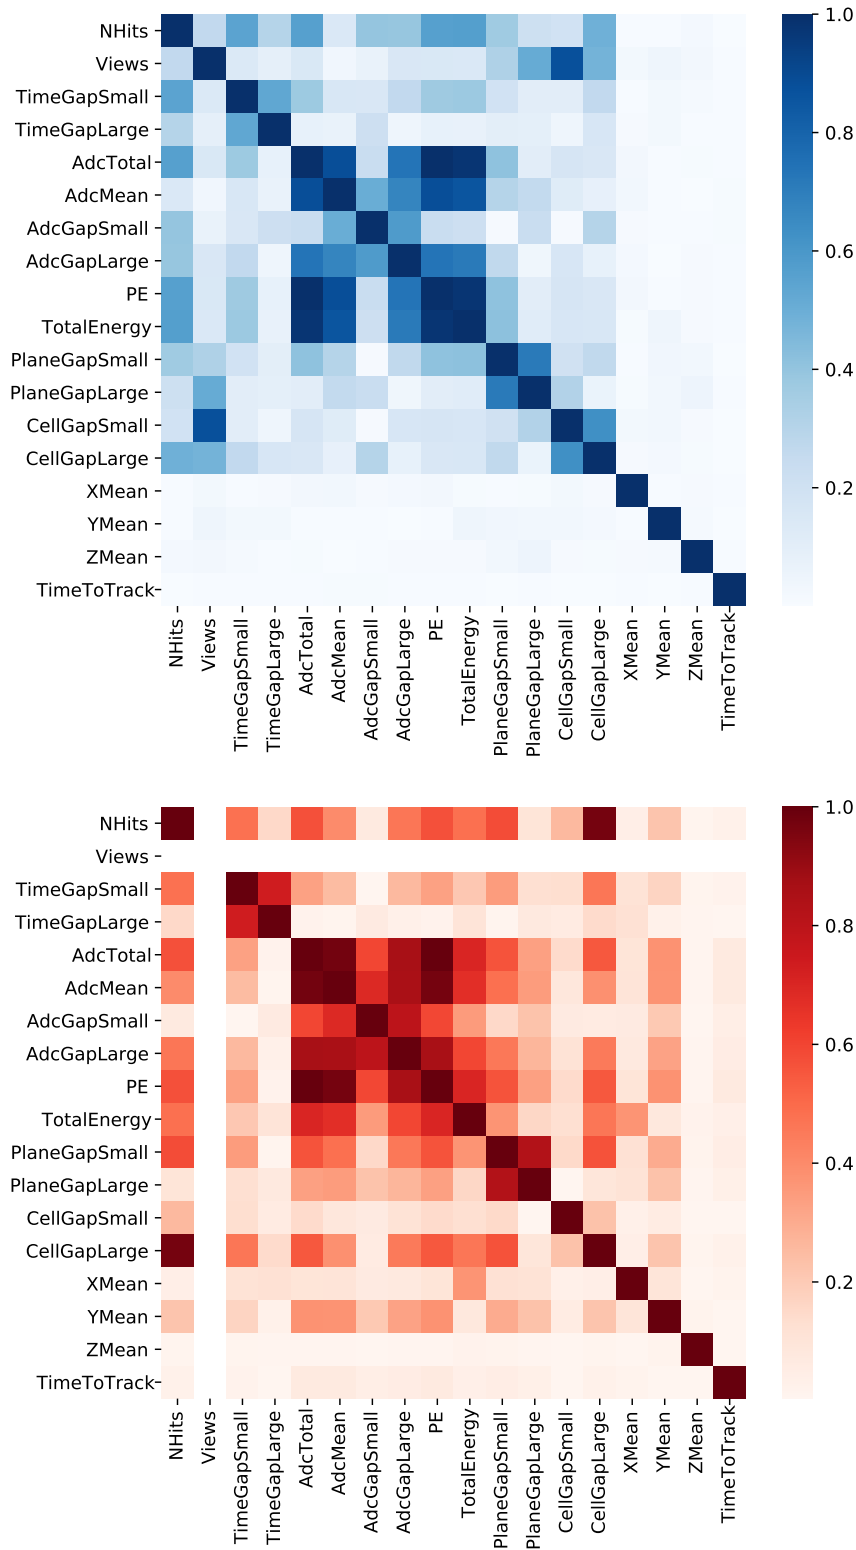 NHits
Views
TimeGapSmall
TimeGapLarge
AdcTotal
AdcMean
AdcGapSmall
AdcGapLarge
PE
TotalEnergy
PlaneGapSmall
PlaneGapLarge
CellGapSmall
CellGapLarge
XMean
YMean
ZMean
TimeToTrack
NHits
Views
TimeGapSmall
TimeGapLarge
AdcTotal
AdcMean
AdcGapSmall
AdcGapLarge
PE
TotalEnergy
PlaneGapSmall
PlaneGapLarge
CellGapSmall
CellGapLarge
XMean
YMean
ZMean
TimeToTrack
1.0
0.8
0.6
0.4
0.2
NHits
Views
TimeGapSmall
TimeGapLarge
AdcTotal
AdcMean
AdcGapSmall
AdcGapLarge
PE
TotalEnergy
PlaneGapSmall
PlaneGapLarge
CellGapSmall
CellGapLarge
XMean
YMean
ZMean
TimeToTrack
NHits
Views
TimeGapSmall
TimeGapLarge
AdcTotal
AdcMean
AdcGapSmall
AdcGapLarge
PE
TotalEnergy
PlaneGapSmall
PlaneGapLarge
CellGapSmall
CellGapLarge
XMean
YMean
ZMean
TimeToTrack
1.0
0.8
0.6
0.4
0.2